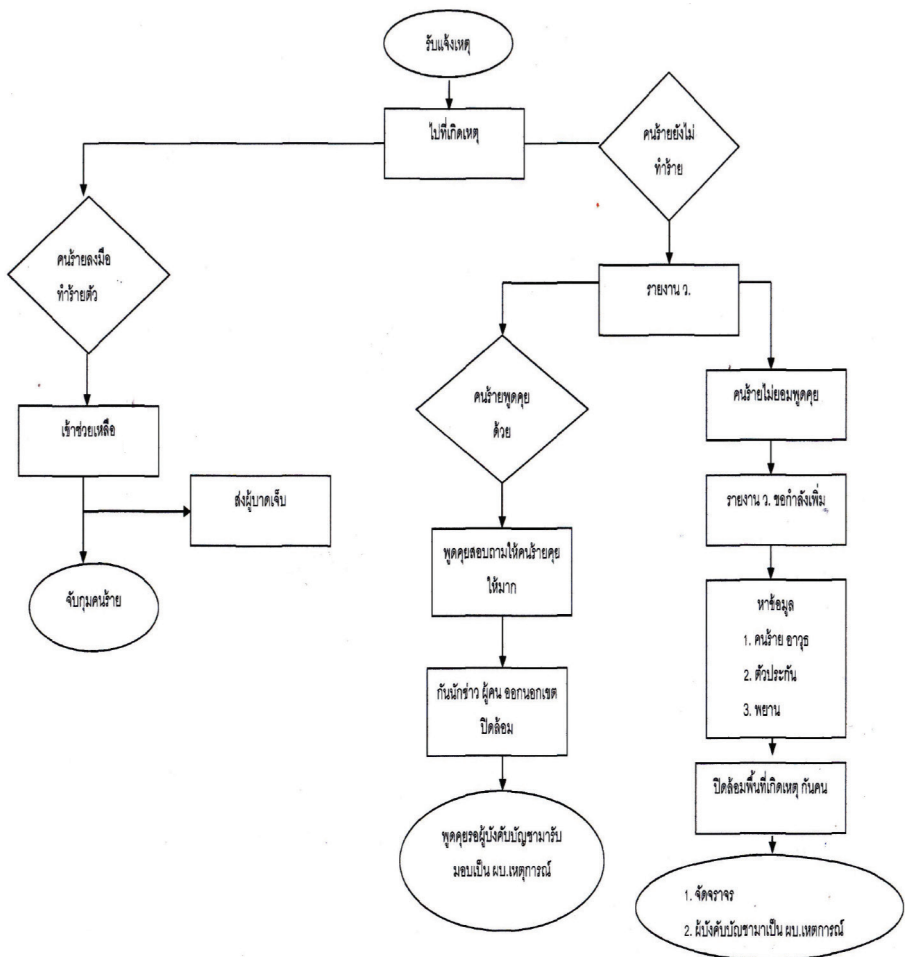 รับแจ้งเหตุ
ไปที่เกิดเหตุ
คนร้ายยังไม่
ทำร้าย
คนร้ายลงมือ
ทำร้ายตัว
รายงาน ว.
เข้าช่วยเหลือ
ส่งผู้บาดเจ็บ
จับกุมคนร้าย
คนร้ายพูดคุย
ด้วย
คนร้ายไม่ยอมพูดคุย
พูดคุยสอบถามให้คนร้ายคุย
ให้มาก
รายงาน ว. ขอกำลังเพิ่ม
กันนักข่าว ผู้คน ออกนอกเขต
ปิดล้อม
หาข้อมูล
1. คนร้าย อาวุธ
2. ตัวประกัน
3. พยาน
พูดคุยรอผู้บังคับบัญชามารับ
มอบเป็น ผบ.เหตุการณ์
ปิดล้อมพื้นที่เกิดเหตุ กันคน
1. จัดจราจร
2. ผู้บังคับบัญชามาเป็น ผบ.เหตุการณ์